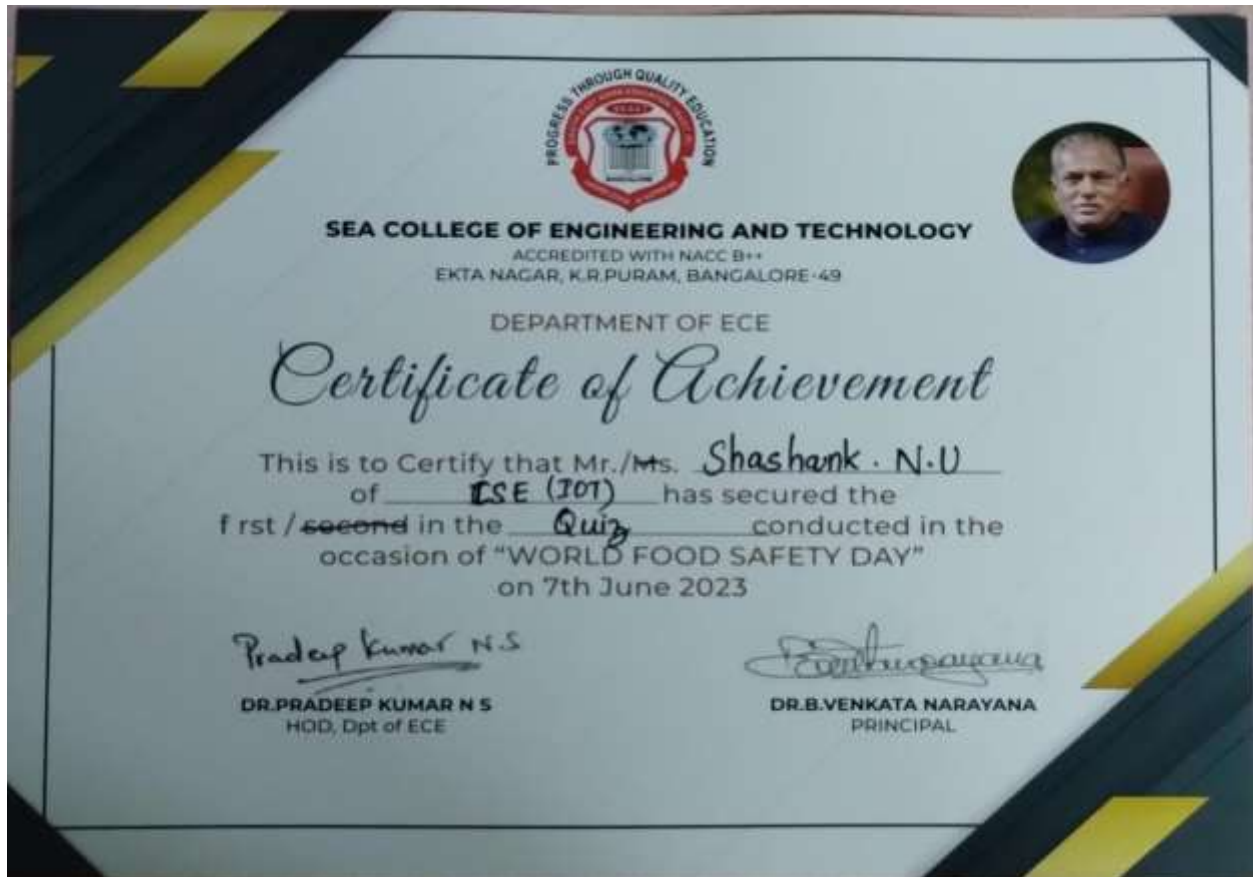 PROGRESS THROUGH QUALITY EDUCATION
BANGALORE
SEA COLLEGE OF ENGINEERING AND TECHNOLOGY
ACCREDITED WITH NACC B++
EKTA NAGAR, K.R.PURAM, BANGALORE-49
DEPARTMENT OF ECE
Certificate of Achievement
This is to Certify that Mr./Ms. Shashank . N.U
of CSE (IOT) has secured the
f rst / second in the Quiz conducted in the
occasion of “WORLD FOOD SAFETY DAY”
on 7th June 2023
Pradeep Kumar N.S
DR.PRADEEP KUMAR N S
DR.B.VENKATA NARAYANA
HOD, Dpt of ECE
PRINCIPAL